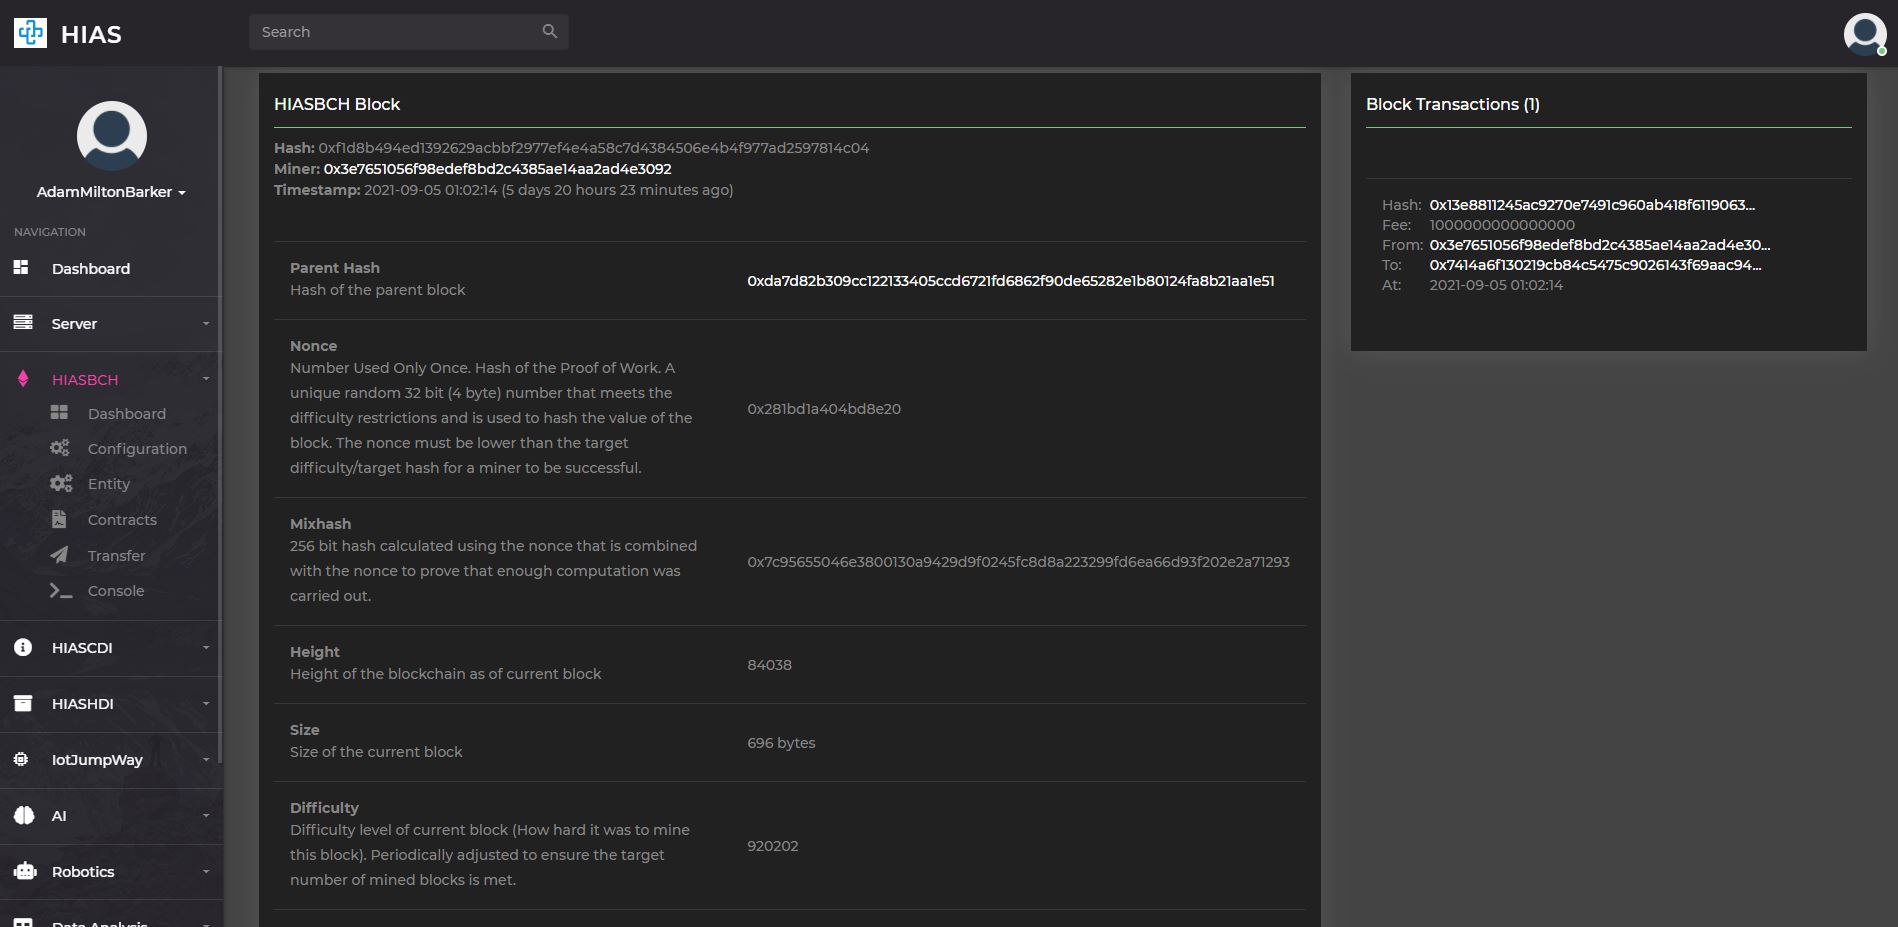 HIAS
Search
AdamMiltonBarker
NAVIGATION
Dashboard
Server
HIASBCH
Dashboard
Configuration
Entity
Contracts
Transfer
Console
HIASCDI
HIASHDI
IotJumpWay
AI
Robotics
Data Analysis
HIASBCH Block
Hash: 0xf1d8b494ed1392629acbbf2977ef4e4a58c7d4384506e4b4f977ad2597814c04
Miner: 0x3e7651056f98edef8bd2c4385ae14aa2ad4e3092
Timestamp: 2021-09-05 01:02:14 (5 days 20 hours 23 minutes ago)
Parent Hash
Hash of the parent block
0xda7d82b309cc122133405ccd6721fd6862f90de65282e1b80124fa8b21aa1e51
Nonce
Number Used Only Once. Hash of the Proof of Work. A
unique random 32 bit (4 byte) number that meets the
difficulty restrictions and is used to hash the value of the
block. The nonce must be lower than the target
difficulty/target hash for a miner to be successful.
0x281bd1a404bd8e20
Mixhash
256 bit hash calculated using the nonce that is combined
with the nonce to prove that enough computation was
carried out.
0x7c95655046e3800130a9429d9f0245fc8d8a223299fd6ea66d93f202e2a71293
Height
Height of the blockchain as of current block
84038
Size
Size of the current block
696 bytes
Difficulty
Difficulty level of current block (How hard it was to mine
this block). Periodically adjusted to ensure the target
number of mined blocks is met.
920202
Block Transactions (1)
Hash: 0x13e8811245ac9270e7491c960ab418f6119063...
Fee: 1000000000000000
From: 0x3e7651056f98edef8bd2c4385ae14aa2ad4e30...
To: 0x7414a6f130219cb84c5475c9026143f69aac94...
At: 2021-09-05 01:02:14